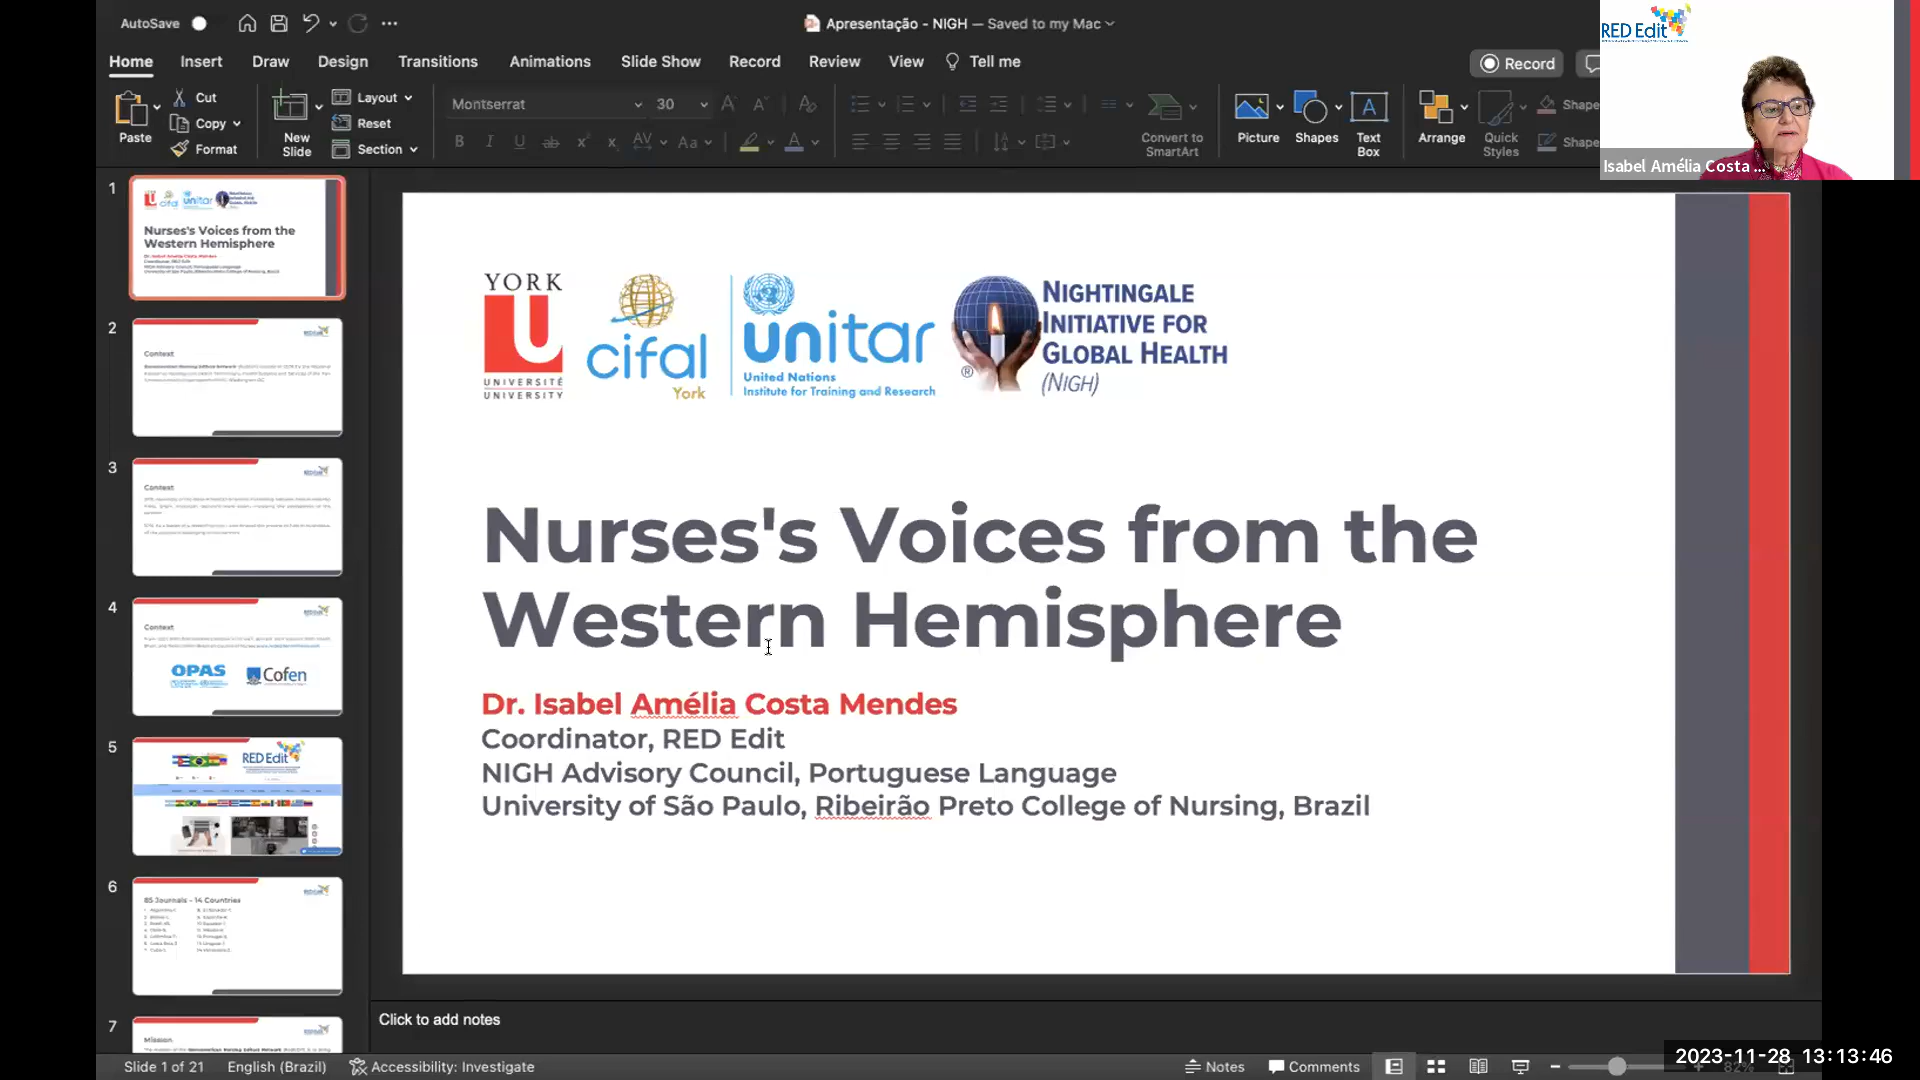 AutoSave
Apresentação - NIGH — Saved to my Mac
Home Insert Draw Design Transitions Animations Slide Show Record Review View Tell me
Record
Paste
Cut
Copy
Format
New Slide
Layout
Reset
Section
Montserrat 30
Convert to SmartArt
Picture
Shapes
Text Box
Arrange
Quick Styles
RED Edit
Isabel Amélia Costa ...
1
Nurses's Voices from the
Western Hemisphere
2
Context
3
Context
4
Context
OPAS Cofen
5
RED Edit
6
85 Journals - 14 Countries
7
Mission
YORK
U
UNIVERSITÉ
UNIVERSITY
cifal
York
unitar
United Nations
Institute for Training and Research
NIGHTINGALE
INITIATIVE FOR
GLOBAL HEALTH
(NIGH)
®
Nurses's Voices from the
Western Hemisphere
Dr. Isabel Amélia Costa Mendes
Coordinator, RED Edit
NIGH Advisory Council, Portuguese Language
University of São Paulo, Ribeirão Preto College of Nursing, Brazil
Click to add notes
Slide 1 of 21 English (Brazil) Accessibility: Investigate
Notes Comments
2023-11-28 13:13:46